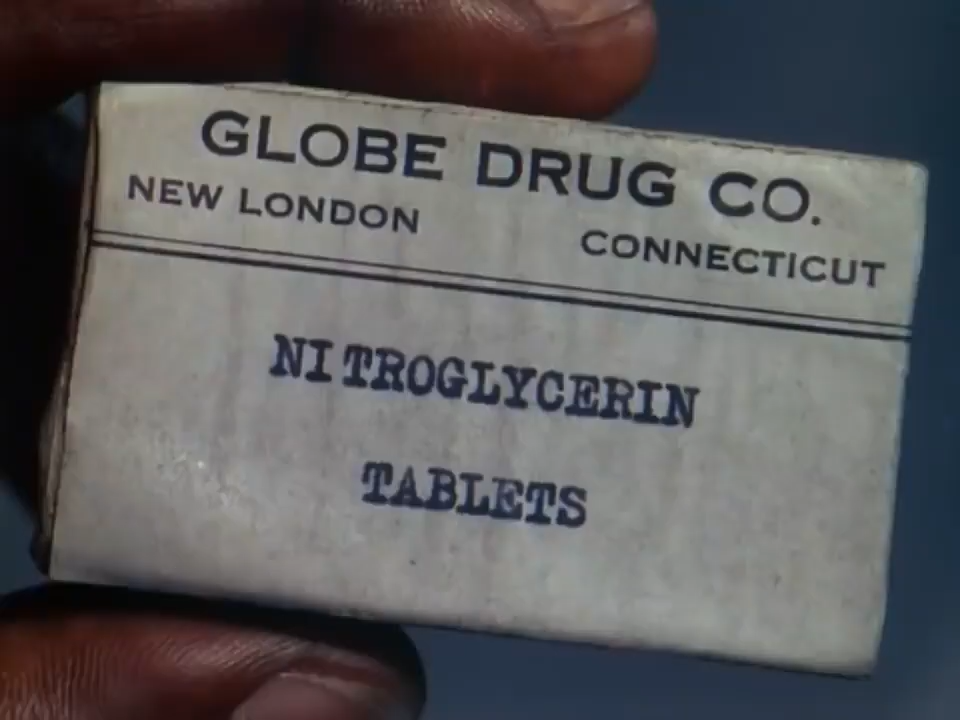 GLOBE DRUG CO.
NEW LONDON CONNECTICUT
NITROGLYCERIN
TABLETS